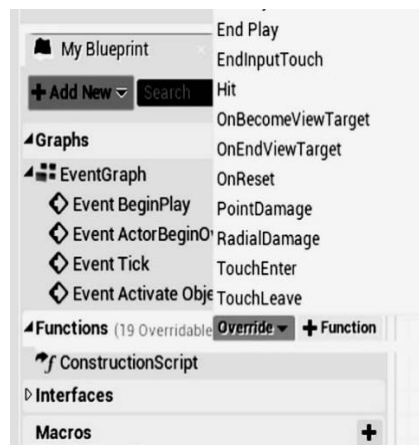 End Play
My Blueprint
EndInputTouch
Hit
+ Add New
Search
OnBecomeViewTarget
Graphs
OnEndViewTarget
EventGraph
OnReset
Event BeginPlay
PointDamage
Event ActorBeginO
RadialDamage
Event Tick
TouchEnter
Event Activate Obje
TouchLeave
Functions (19 Overridable
Override
+ Function
f ConstructionScript
Interfaces
Macros +